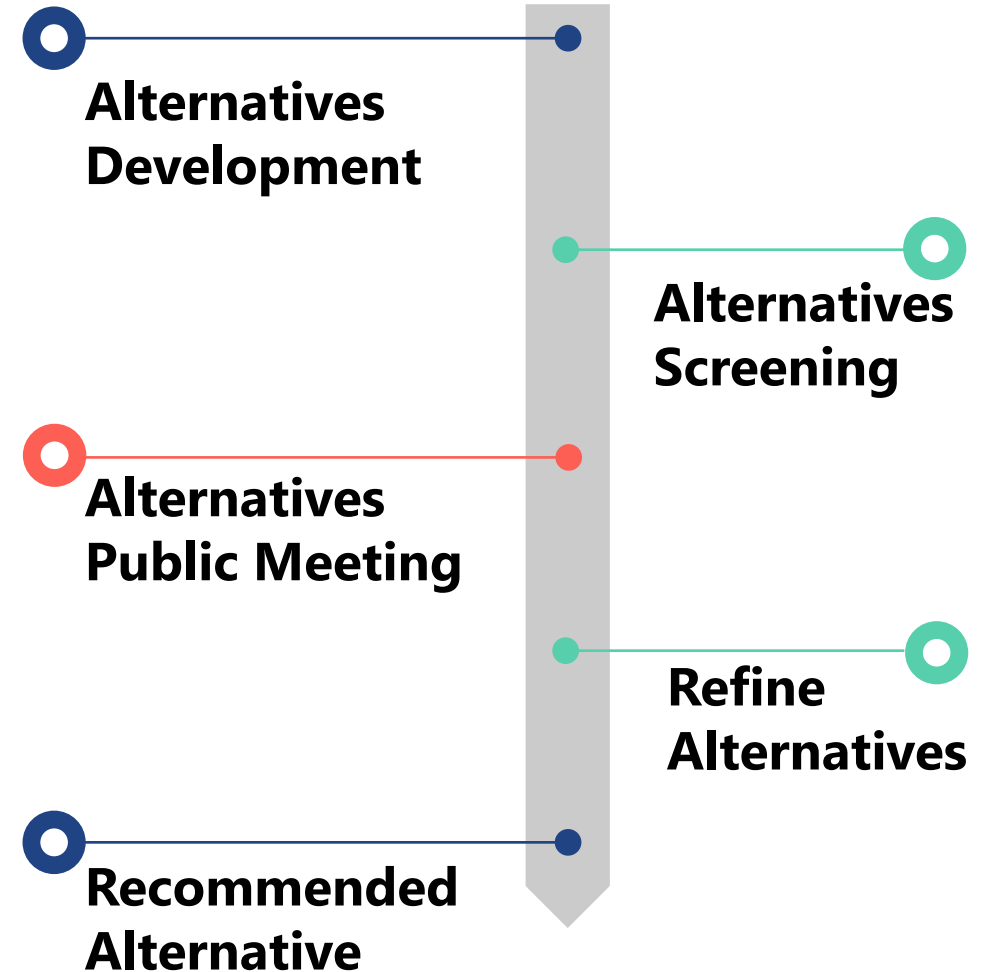 Alternatives
Development
Alternatives
Screening
Alternatives
Public Meeting
Refine
Alternatives
Recommended
Alternative